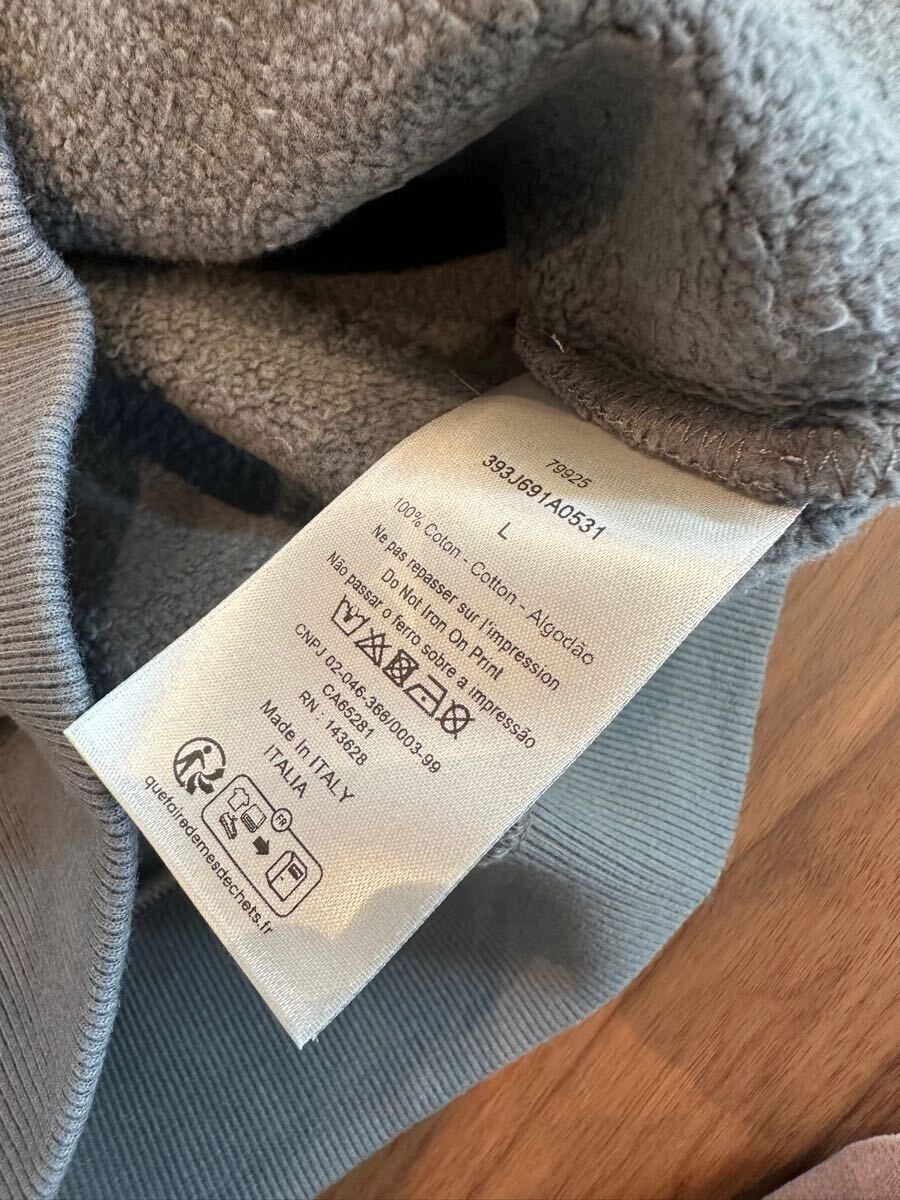 79925
393J691A0531
L
100% Coton - Cotton - Algodão
Ne pas repasser sur l'impression
Do Not Iron On Print
Não passar o ferro sobre a impressão
CNPJ 02-046-366/0003-99
CA65281
RN - 143628
Made In ITALY
ITALIA
FR
quefairedemesdechets.fr